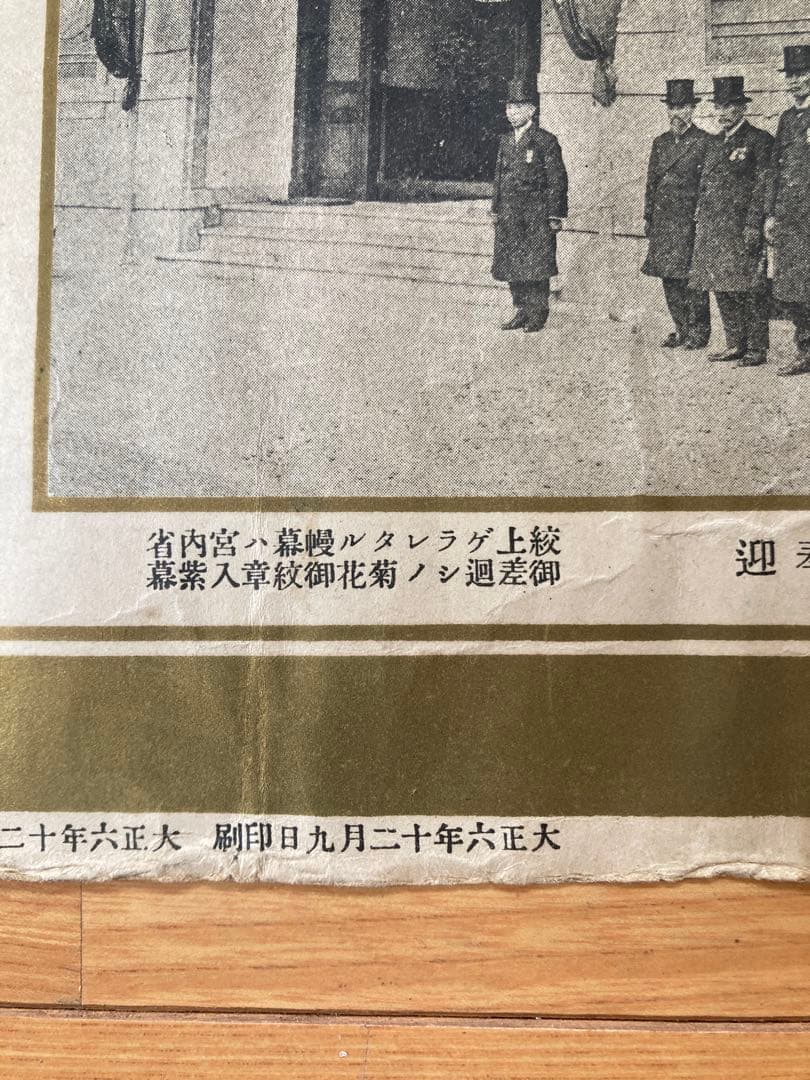 迎
絞上ゲラレタル幔幕ハ宮内省
御差迴シノ菊花御紋章入紫幕
大正六年十二月九日印刷 大正六年十二